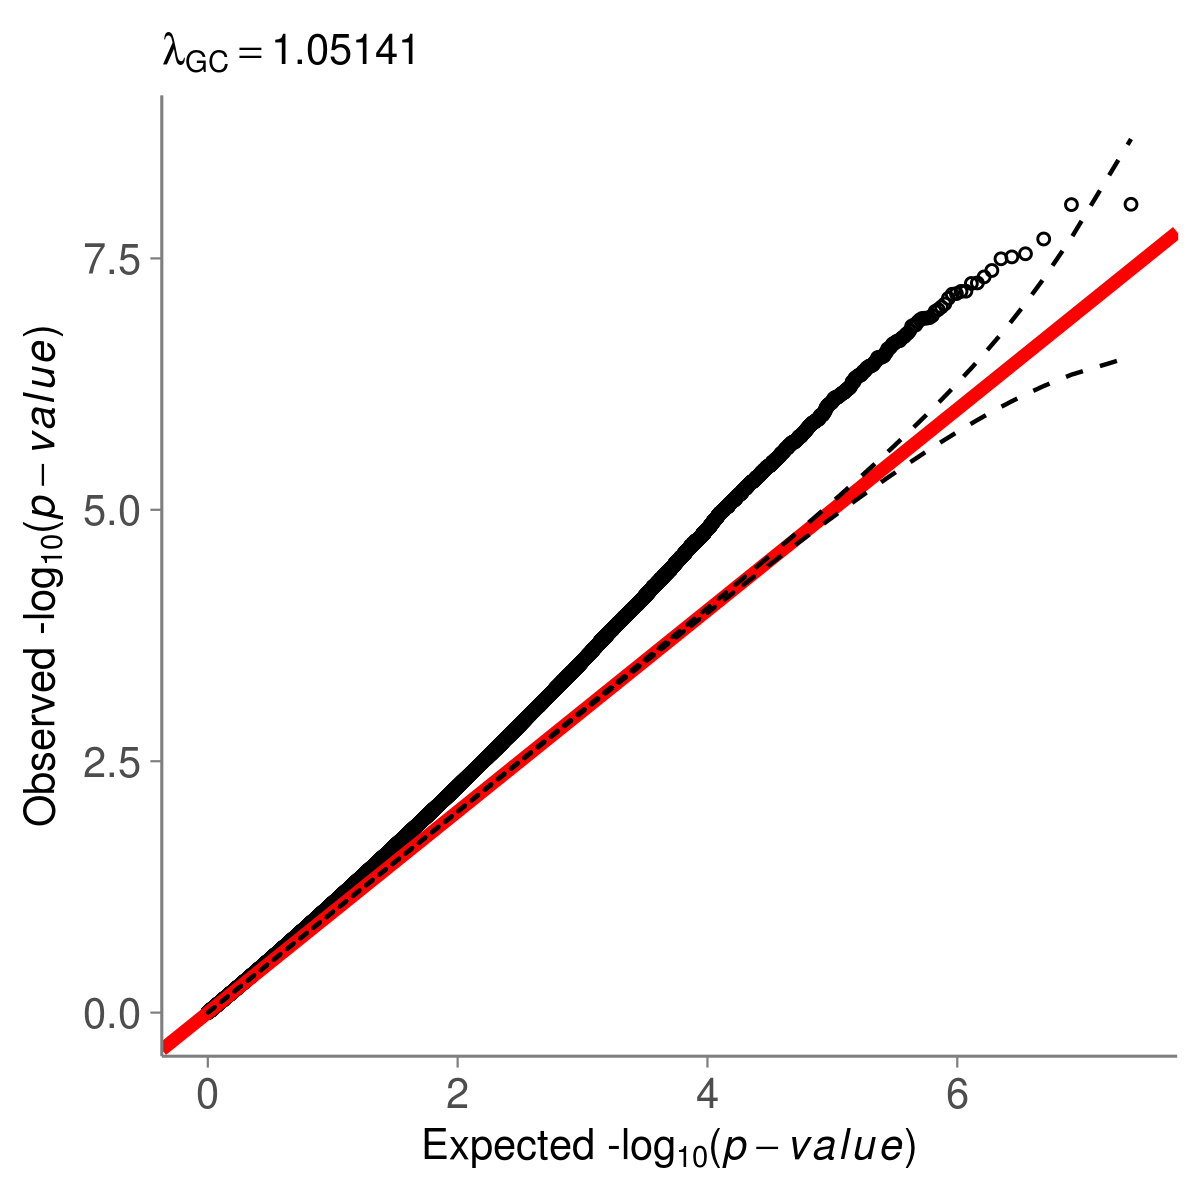 λGC = 1.05141
7.5
5.0
2.5
0.0
Observed -log10(p − value)
0 2 4 6
Expected -log10(p − value)